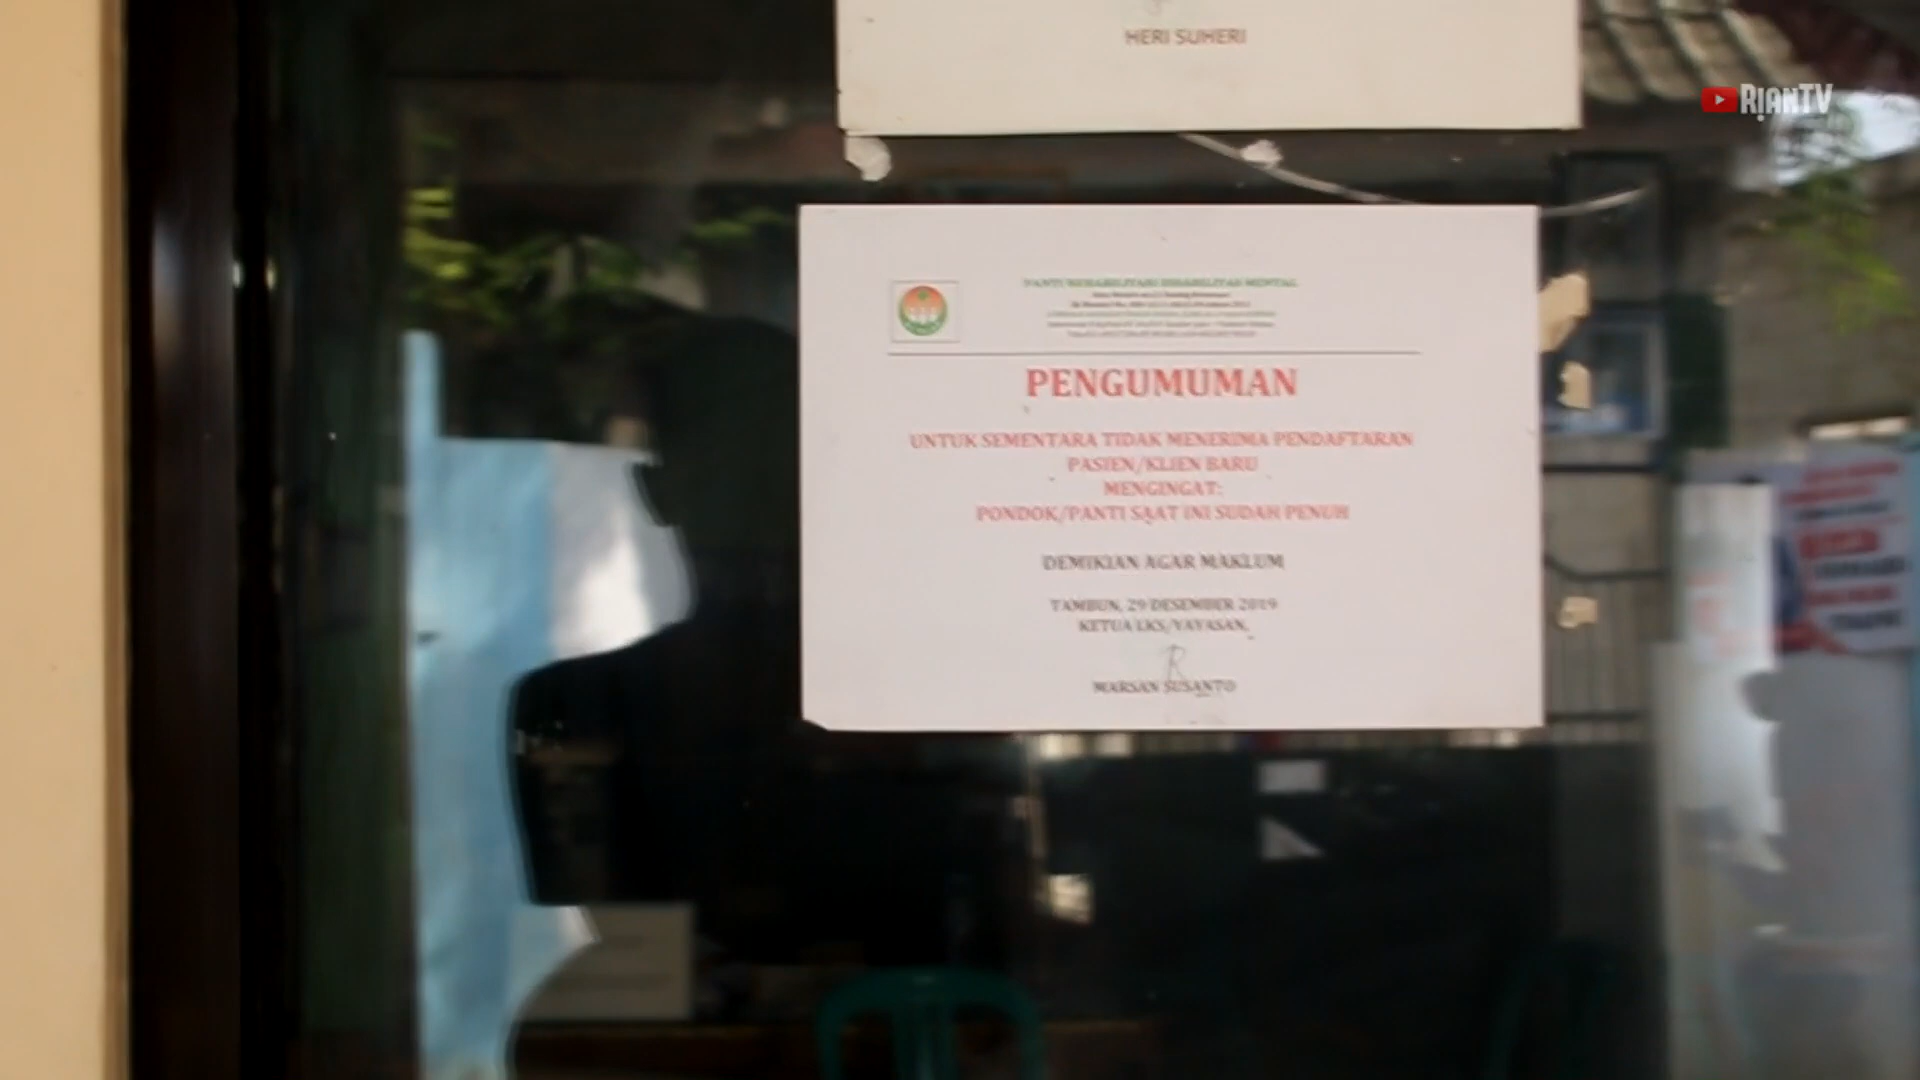 HERI SUHERI
RIANTV
PANTI REHABILITASI DISABILITAS MENTAL
PENGUMUMAN
UNTUK SEMENTARA TIDAK MENERIMA PENDAFTARAN
PASIEN/KLIEN BARU
MENGINGAT:
PONDOK/PANTI SAAT INI SUDAH PENUH
DEMIKIAN AGAR MAKLUM
TAMBUN, 29 DESEMBER 2019
KETUA LKS/YAYASAN,
MARSAN SUSANTO